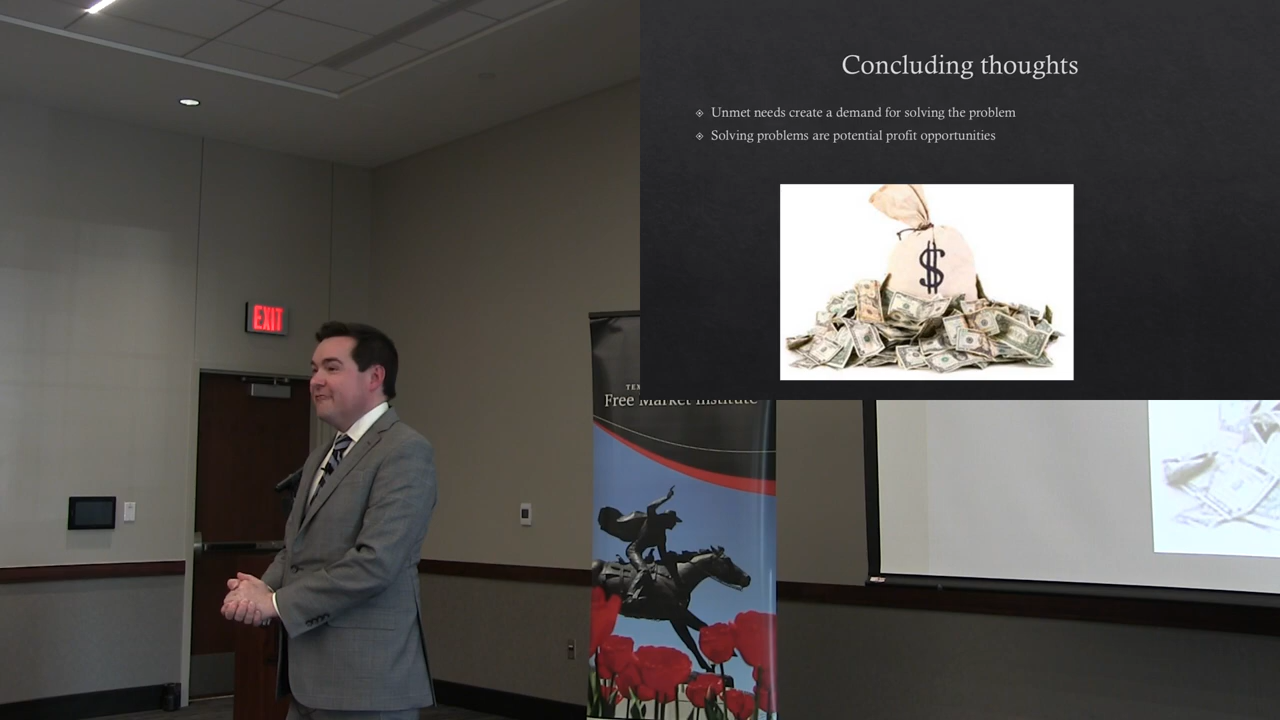 Concluding thoughts
Unmet needs create a demand for solving the problem
Solving problems are potential profit opportunities
$
EXIT
Free Market Institute